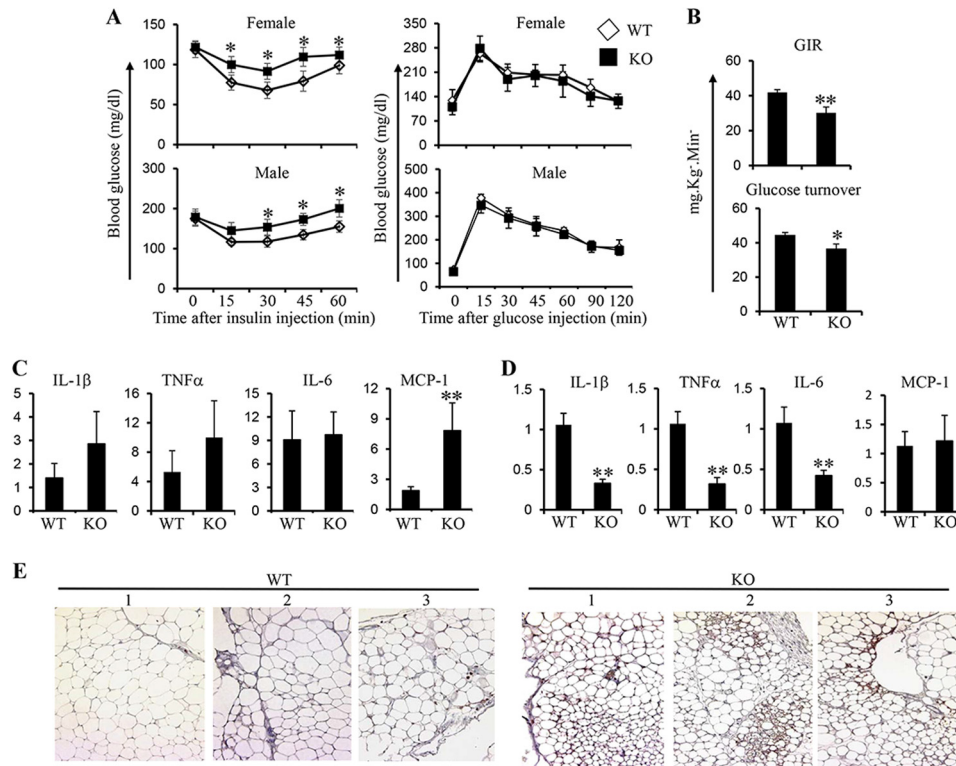 A
Female
Blood glucose (mg/dl)
150
100
50
0
*
*
*
*
Male
300
200
100
0
*
*
*
0 15 30 45 60
Time after insulin injection (min)
Female
WT
KO
Blood glucose (mg/dl)
350
280
210
140
70
0
Male
500
400
300
200
100
0
0 15 30 45 60 90 120
Time after glucose injection (min)
B
GIR
mg.Kg-.Min-
60
40
20
0
**
Glucose turnover
60
40
20
0
*
WT KO
C
IL-1β
5
4
3
2
1
0
WT KO
TNFα
16
12
8
4
0
WT KO
IL-6
15
12
9
6
3
0
WT KO
MCP-1
12
9
6
3
0
**
WT KO
D
IL-1β
1.5
1
0.5
0
**
WT KO
TNFα
1.5
1
0.5
0
**
WT KO
IL-6
1.5
1
0.5
0
**
WT KO
MCP-1
2
1.5
1
0.5
0
WT KO
E
WT
1 2 3
KO
1 2 3